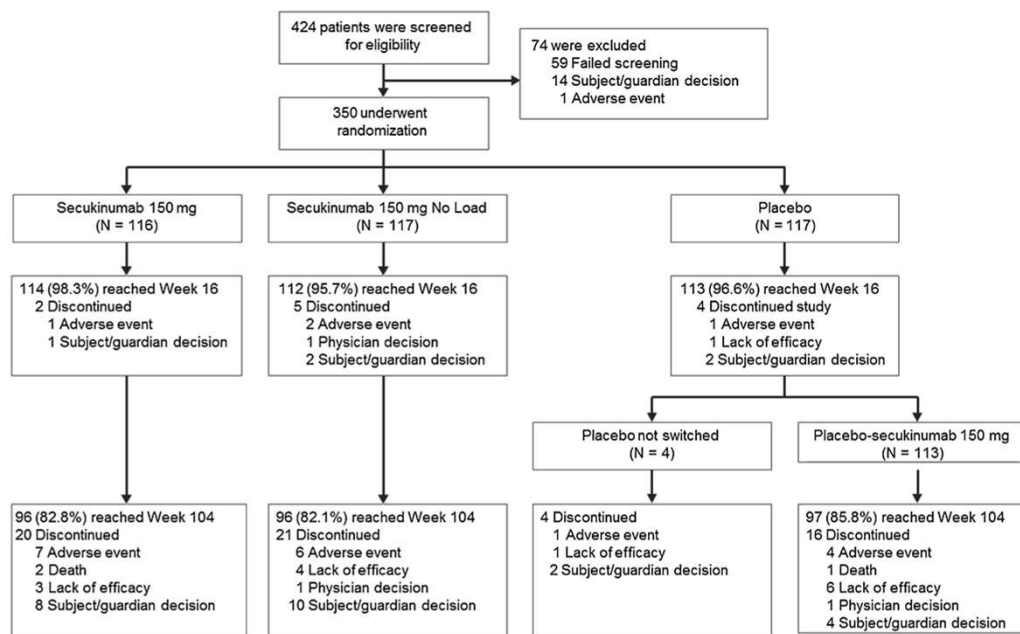 424 patients were screened
for eligibility
74 were excluded
59 Failed screening
14 Subject/guardian decision
1 Adverse event
350 underwent
randomization
Secukinumab 150 mg
(N = 116)
Secukinumab 150 mg No Load
(N = 117)
Placebo
(N = 117)
114 (98.3%) reached Week 16
2 Discontinued
1 Adverse event
1 Subject/guardian decision
112 (95.7%) reached Week 16
5 Discontinued
2 Adverse event
1 Physician decision
2 Subject/guardian decision
113 (96.6%) reached Week 16
4 Discontinued study
1 Adverse event
1 Lack of efficacy
2 Subject/guardian decision
Placebo not switched
(N = 4)
Placebo-secukinumab 150 mg
(N = 113)
96 (82.8%) reached Week 104
20 Discontinued
7 Adverse event
2 Death
3 Lack of efficacy
8 Subject/guardian decision
96 (82.1%) reached Week 104
21 Discontinued
6 Adverse event
4 Lack of efficacy
1 Physician decision
10 Subject/guardian decision
4 Discontinued
1 Adverse event
1 Lack of efficacy
2 Subject/guardian decision
97 (85.8%) reached Week 104
16 Discontinued
4 Adverse event
1 Death
6 Lack of efficacy
1 Physician decision
4 Subject/guardian decision